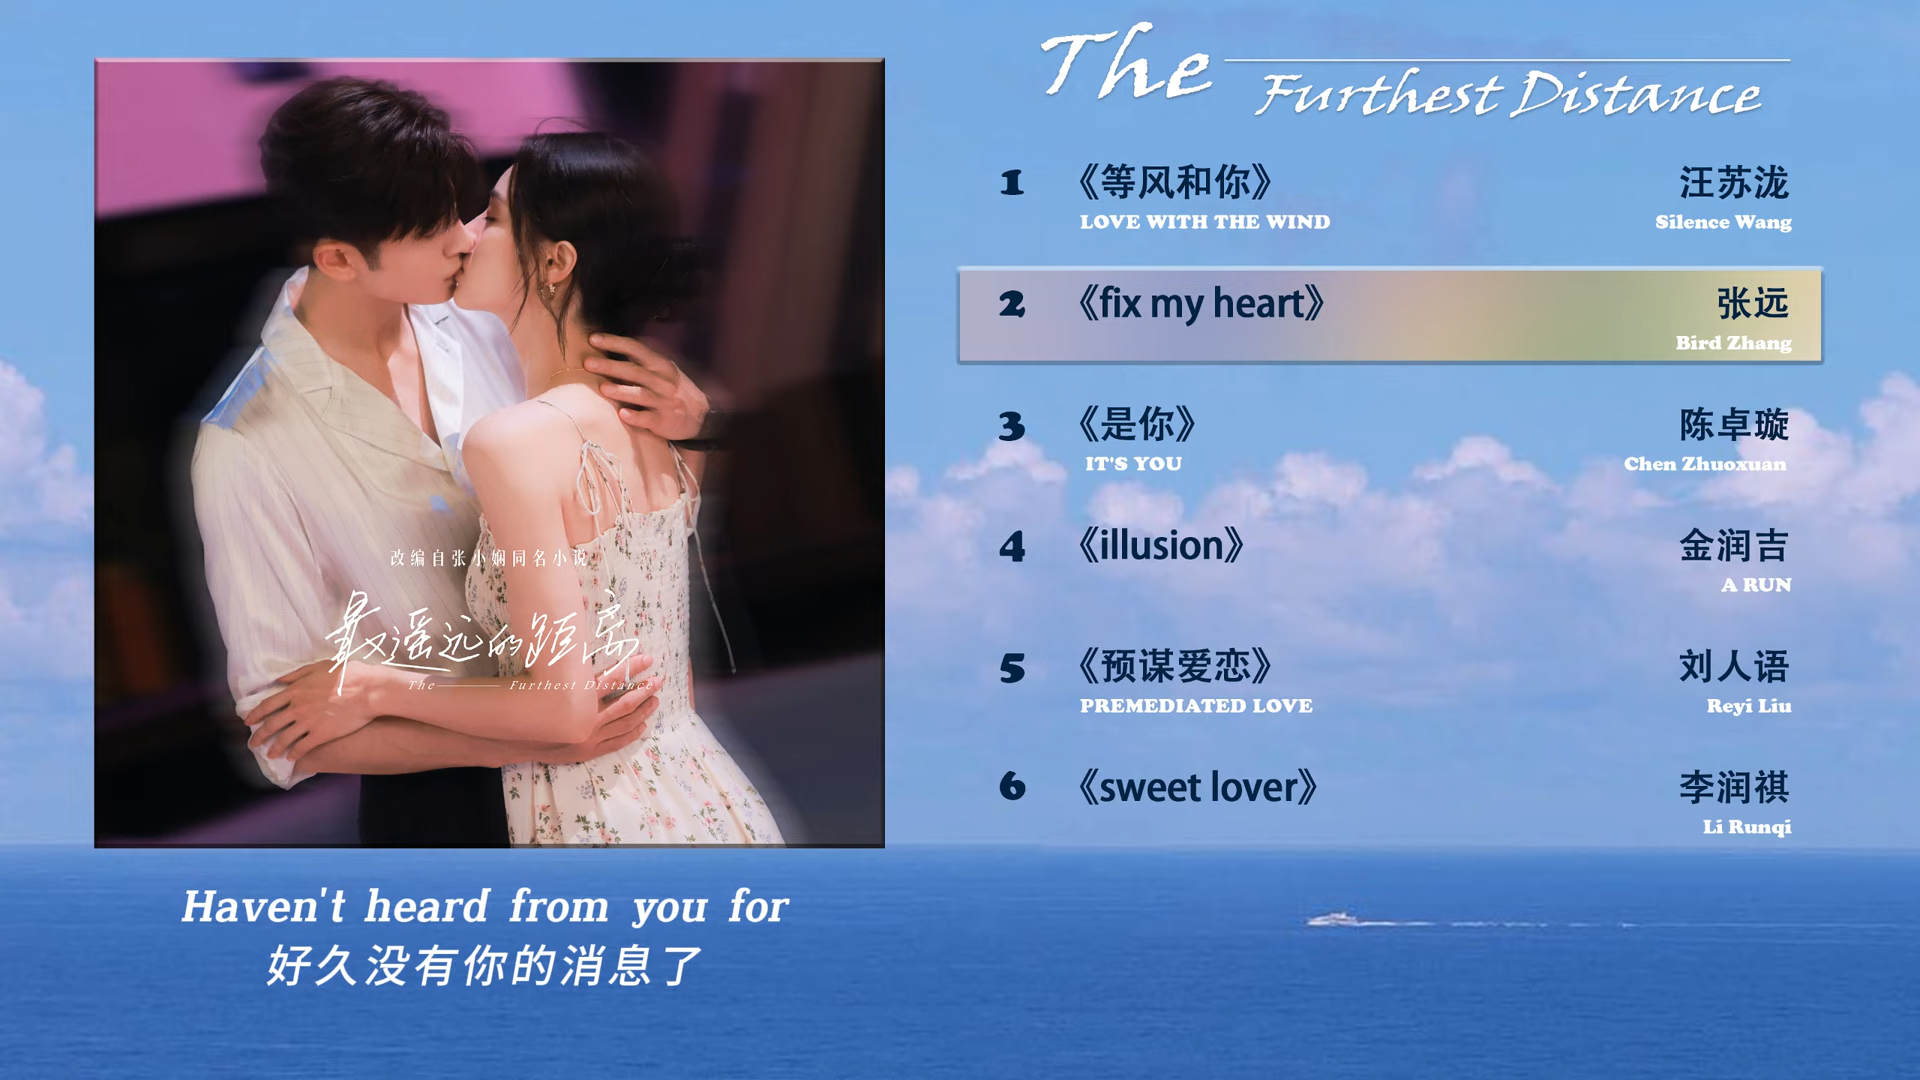 The
Furthest Distance
1 《等风和你》 汪苏泷
LOVE WITH THE WIND Silence Wang
2 《fix my heart》 张远
Bird Zhang
3 《是你》 陈卓璇
IT'S YOU Chen Zhuoxuan
4 《illusion》 金润吉
A RUN
5 《预谋爱恋》 刘人语
PREMEDIATED LOVE Reyi Liu
6 《sweet lover》 李润祺
Li Runqi
改编自张小娴同名小说
最遥远的距离
The Furthest Distance
Haven't heard from you for
好久没有你的消息了